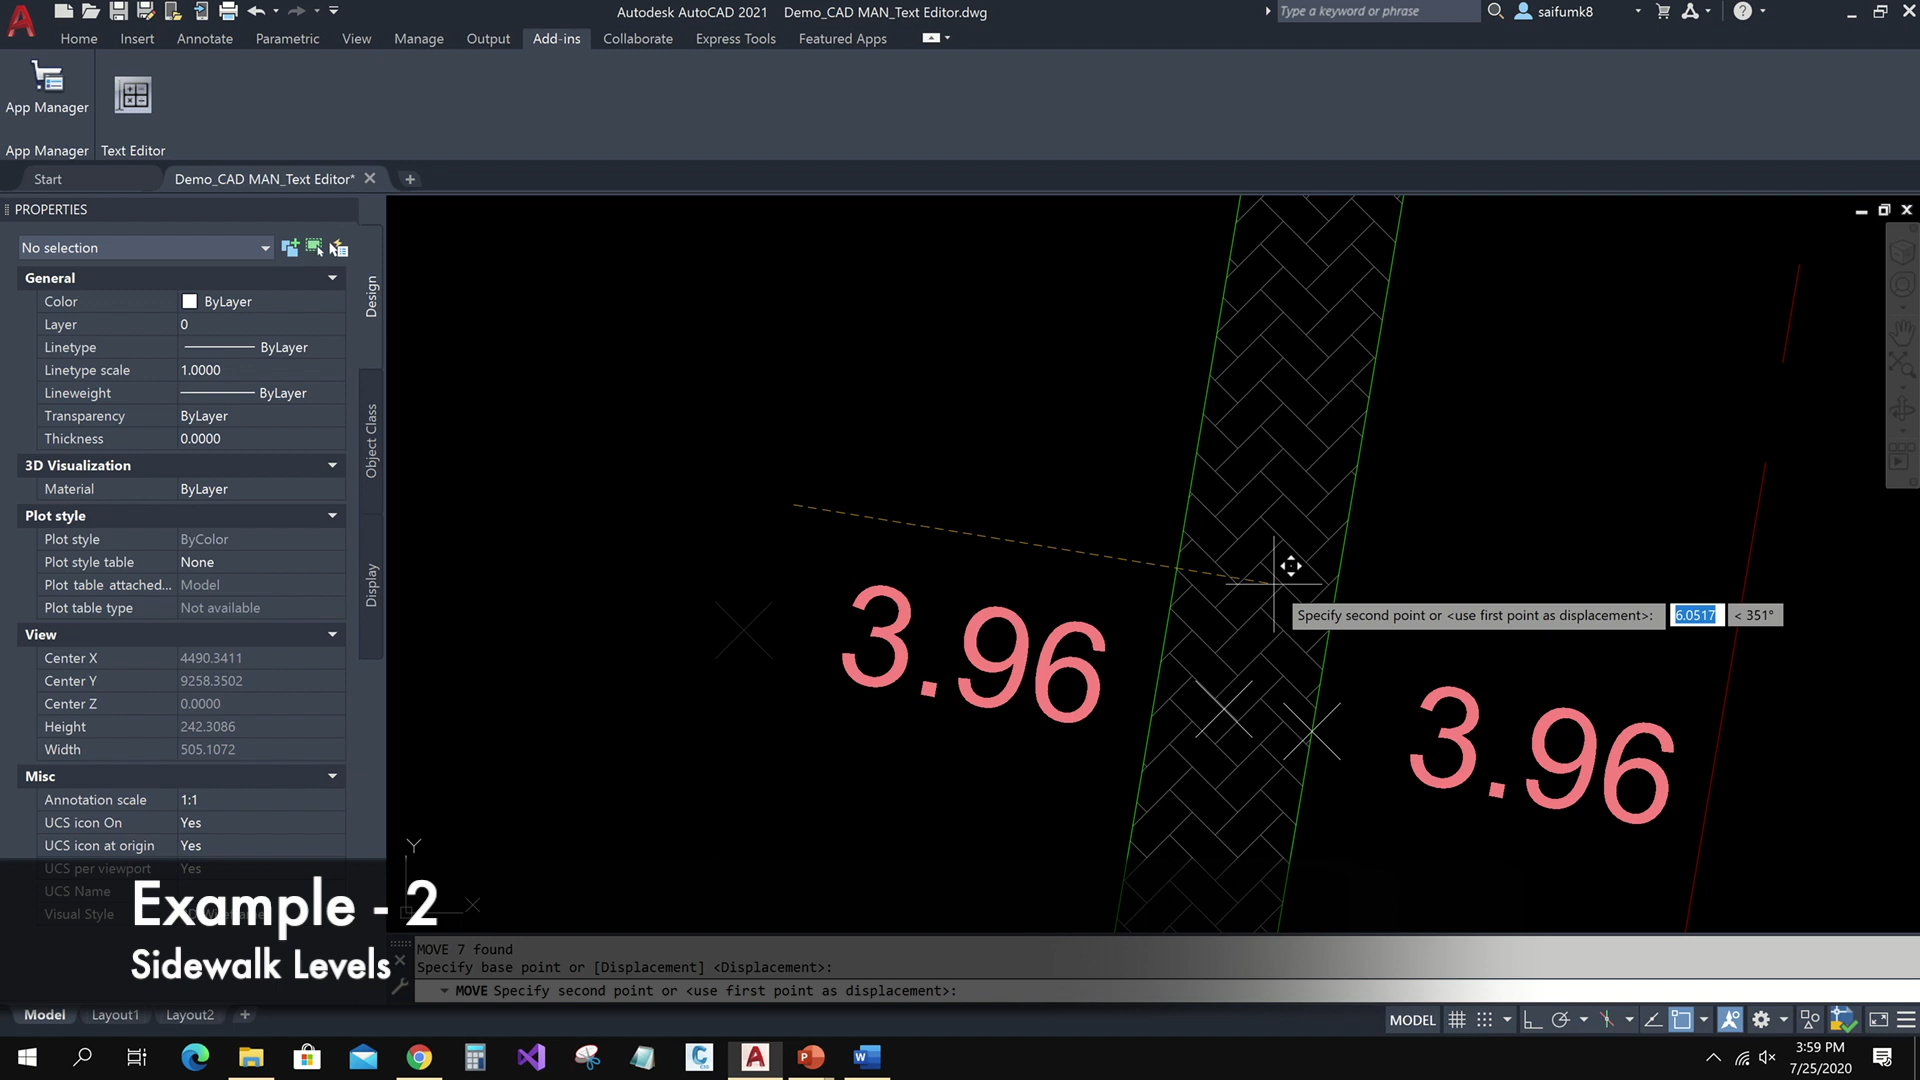 Autodesk AutoCAD 2021 Demo_CAD MAN_Text Editor.dwg
Type a keyword or phrase
saifumk8
Home Insert Annotate Parametric View Manage Output Add-ins Collaborate Express Tools Featured Apps
App Manager
App Manager Text Editor
Start Demo_CAD MAN_Text Editor*
PROPERTIES
No selection
General
Color ByLayer
Layer 0
Linetype ByLayer
Linetype scale 1.0000
Lineweight ByLayer
Transparency ByLayer
Thickness 0.0000
3D Visualization
Material ByLayer
Plot style
Plot style ByColor
Plot style table None
Plot table attached... Model
Plot table type Not available
View
Center X 4490.3411
Center Y 9258.3502
Center Z 0.0000
Height 242.3086
Width 505.1072
Misc
Annotation scale 1:1
UCS icon On Yes
UCS icon at origin Yes
UCS per viewport Yes
UCS Name
Visual Style
Design
Object Class
Display
3.96
3.96
Specify second point or <use first point as displacement>: 6.0517 < 351°
Y
X
Example - 2
Sidewalk Levels
MOVE 7 found
Specify base point or [Displacement] <Displacement>:
MOVE Specify second point or <use first point as displacement>:
Model Layout1 Layout2
MODEL
3:59 PM
7/25/2020